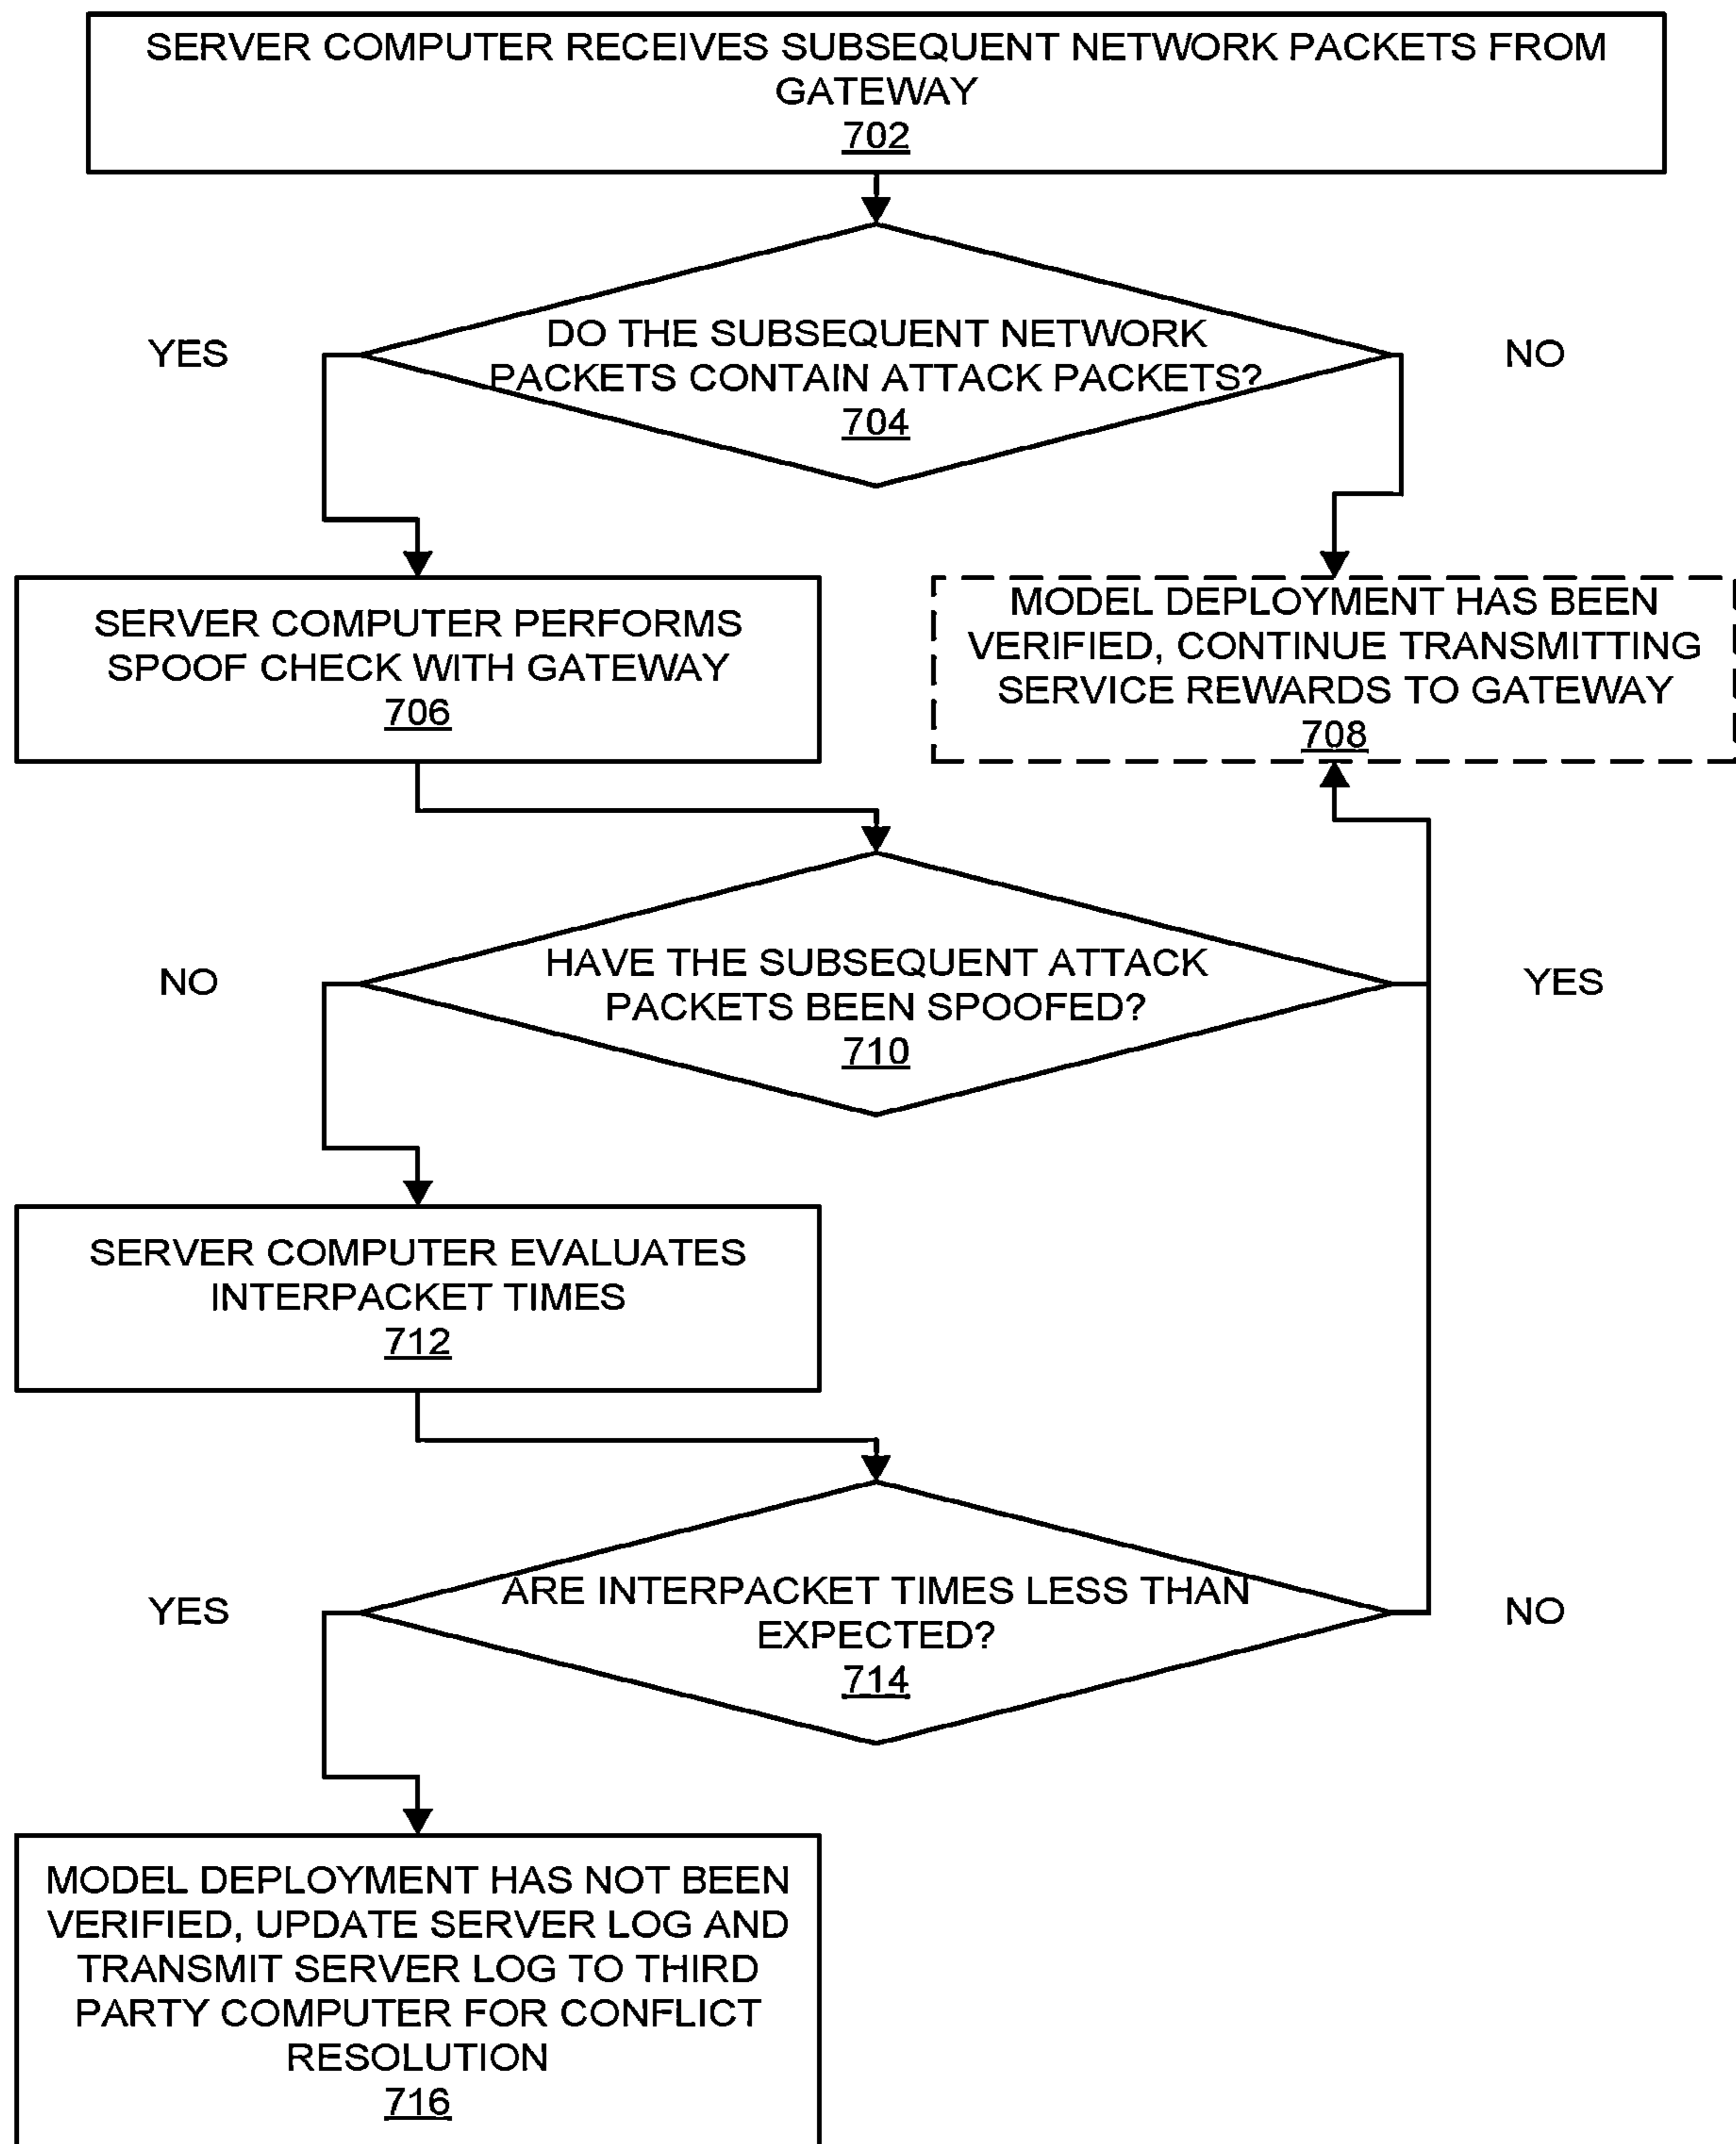 SERVER COMPUTER RECEIVES SUBSEQUENT NETWORK PACKETS FROM
GATEWAY
702
DO THE SUBSEQUENT NETWORK
PACKETS CONTAIN ATTACK PACKETS?
704
YES
NO
SERVER COMPUTER PERFORMS
SPOOF CHECK WITH GATEWAY
706
MODEL DEPLOYMENT HAS BEEN
VERIFIED, CONTINUE TRANSMITTING
SERVICE REWARDS TO GATEWAY
708
HAVE THE SUBSEQUENT ATTACK
PACKETS BEEN SPOOFED?
710
NO
YES
SERVER COMPUTER EVALUATES
INTERPACKET TIMES
712
ARE INTERPACKET TIMES LESS THAN
EXPECTED?
714
YES
NO
MODEL DEPLOYMENT HAS NOT BEEN
VERIFIED, UPDATE SERVER LOG AND
TRANSMIT SERVER LOG TO THIRD
PARTY COMPUTER FOR CONFLICT
RESOLUTION
716